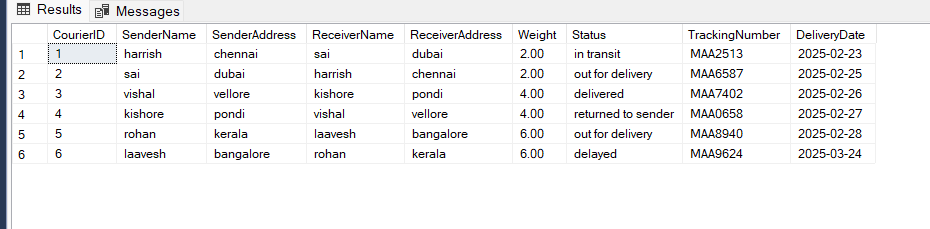 Results Messages
CourierID SenderName SenderAddress ReceiverName ReceiverAddress Weight Status TrackingNumber DeliveryDate
1 1 harrish chennai sai dubai 2.00 in transit MAA2513 2025-02-23
2 2 sai dubai harrish chennai 2.00 out for delivery MAA6587 2025-02-25
3 3 vishal vellore kishore pondi 4.00 delivered MAA7402 2025-02-26
4 4 kishore pondi vishal vellore 4.00 returned to sender MAA0658 2025-02-27
5 5 rohan kerala laavesh bangalore 6.00 out for delivery MAA8940 2025-02-28
6 6 laavesh bangalore rohan kerala 6.00 delayed MAA9624 2025-03-24